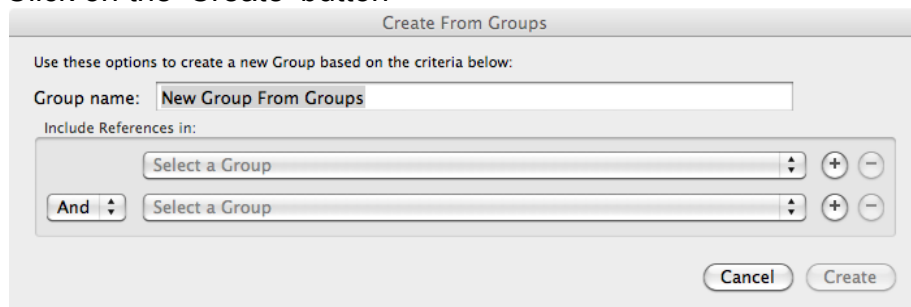 Click on the 'Create' button
Create From Groups
Use these options to create a new Group based on the criteria below:
Group name: New Group From Groups
Include References in:
Select a Group + −
And Select a Group + −
Cancel Create